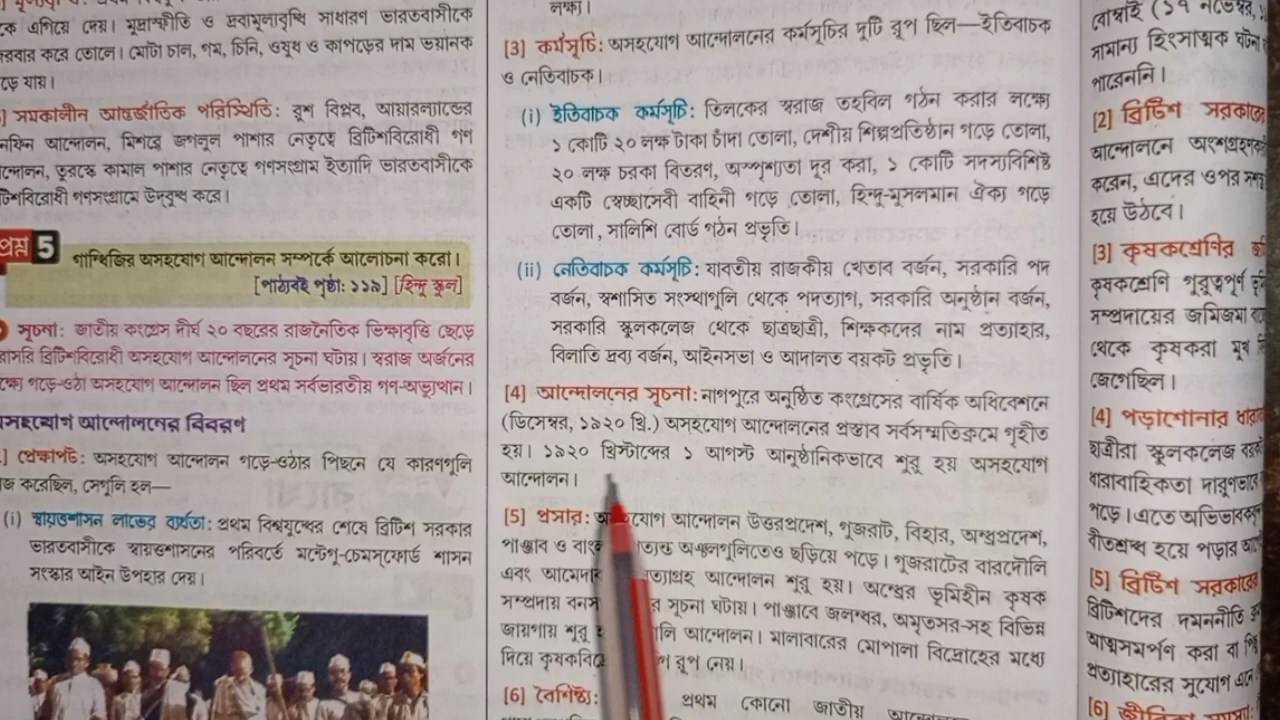 কে এগিয়ে দেয়। মুদ্রাস্ফীতি ও দ্রব্যমূল্যবৃদ্ধি সাধারণ ভারতবাসীকে
করে তোলে। মোটা চাল, গম, চিনি, ওষুধ ও কাপড়ের দাম ভয়ানক
ড়ে যায়।
সমকালীন আন্তর্জাতিক পরিস্থিতি: রুশ বিপ্লব, আয়ারল্যান্ডের
নফিন আন্দোলন, মিশরে জগলুল পাশার নেতৃত্বে ব্রিটিশবিরোধী গণ
ন্দোলন, তুরস্কে কামাল পাশার নেতৃত্বে গণসংগ্রাম ইত্যাদি ভারতবাসীকে
টিশবিরোধী গণসংগ্রামে উদ্‌বুদ্ধ করে।
প্রশ্ন 5
গান্ধিজির অসহযোগ আন্দোলন সম্পর্কে আলোচনা করো।
[পাঠ্যবই পৃষ্ঠা: ১১৯] [হিন্দু স্কুল]
সূচনা: জাতীয় কংগ্রেস দীর্ঘ ২০ বছরের রাজনৈতিক ভিক্ষাবৃত্তি ছেড়ে
রাসরি ব্রিটিশবিরোধী অসহযোগ আন্দোলনের সূচনা ঘটায়। স্বরাজ অর্জনের
ক্ষ্যে গড়ে-ওঠা অসহযোগ আন্দোলন ছিল প্রথম সর্বভারতীয় গণ-অভ্যুত্থান।
অসহযোগ আন্দোলনের বিবরণ
প্রেক্ষাপট: অসহযোগ আন্দোলন গড়ে-ওঠার পিছনে যে কারণগুলি
জ করেছিল, সেগুলি হল—
(i) স্বায়ত্তশাসন লাভের ব্যর্থতা: প্রথম বিশ্বযুদ্ধের শেষে ব্রিটিশ সরকার
ভারতবাসীকে স্বায়ত্তশাসনের পরিবর্তে মন্টেগু-চেমসফোর্ড শাসন
সংস্কার আইন উপহার দেয়।
লক্ষ্য।
[3] কর্মসূচি: অসহযোগ আন্দোলনের কর্মসূচির দুটি রূপ ছিল—ইতিবাচক
ও নেতিবাচক।
(i) ইতিবাচক কর্মসূচি: তিলকের স্বরাজ তহবিল গঠন করার লক্ষ্যে
১ কোটি ২০ লক্ষ টাকা চাঁদা তোলা, দেশীয় শিল্পপ্রতিষ্ঠান গড়ে তোলা,
২০ লক্ষ চরকা বিতরণ, অস্পৃশ্যতা দূর করা, ১ কোটি সদস্যবিশিষ্ট
একটি স্বেচ্ছাসেবী বাহিনী গড়ে তোলা, হিন্দু-মুসলমান ঐক্য গড়ে
তোলা, সালিশি বোর্ড গঠন প্রভৃতি।
(ii) নেতিবাচক কর্মসূচি: যাবতীয় রাজকীয় খেতাব বর্জন, সরকারি পদ
বর্জন, স্বশাসিত সংস্থাগুলি থেকে পদত্যাগ, সরকারি অনুষ্ঠান বর্জন,
সরকারি স্কুলকলেজ থেকে ছাত্রছাত্রী, শিক্ষকদের নাম প্রত্যাহার,
বিলাতি দ্রব্য বর্জন, আইনসভা ও আদালত বয়কট প্রভৃতি।
[4] আন্দোলনের সূচনা: নাগপুরে অনুষ্ঠিত কংগ্রেসের বার্ষিক অধিবেশনে
(ডিসেম্বর, ১৯২০ খ্রি.) অসহযোগ আন্দোলনের প্রস্তাব সর্বসম্মতিক্রমে গৃহীত
হয়। ১৯২০ খ্রিস্টাব্দের ১ আগস্ট আনুষ্ঠানিকভাবে শুরু হয় অসহযোগ
আন্দোলন।
[5] প্রসার: অসহযোগ আন্দোলন উত্তরপ্রদেশ, গুজরাট, বিহার, অন্ধ্রপ্রদেশ,
পাঞ্জাব ও অঞ্চলগুলিতেও ছড়িয়ে পড়ে। গুজরাটের বারদৌলি
এবং সত্যাগ্রহ আন্দোলন শুরু হয়। অন্ধ্রের ভূমিহীন কৃষক
সম্প্রদায় সূচনা ঘটায়। পাঞ্জাবে জলন্ধর, অমৃতসর-সহ বিভিন্ন
জায়গায় শুরু আন্দোলন। মালাবারের মোপালা বিদ্রোহের মধ্যে
দিয়ে রূপ নেয়।
[6] বৈশিষ্ট্য: প্রথম কোনো জাতীয়
বোম্বাই (১৭ নভেম্বর,
সামান্য হিংসাত্মক ঘটনা
পারেননি।
[2] ব্রিটিশ সরকারের
আন্দোলনে
করেন, এদের ওপর
হয়ে উঠবে।
[3] কৃষকশ্রেণির
কৃষকশ্রেণি গুরুত্বপূর্ণ
সম্প্রদায়ের জমিজমা
থেকে কৃষকরা মুখ
জেগেছিল।
[4] পড়াশোনার
ছাত্রীরা স্কুলকলেজ
ধারাবাহিকতা
পড়ে। এতে
বীতশ্রদ্ধ হয়ে পড়ার
[5] ব্রিটিশ সরকারের
ব্রিটিশদের দমননীতি
আত্মসমর্পণ করা বা
প্রত্যাহারের সুযোগ
[6]